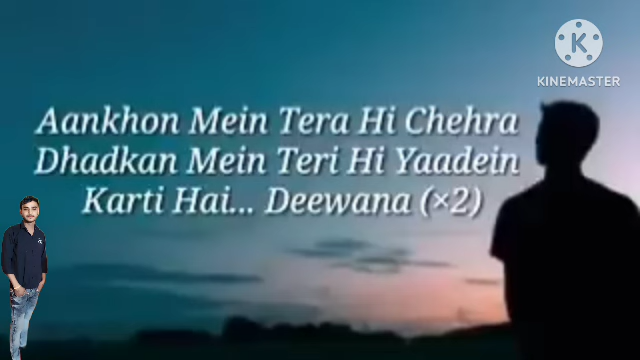 KINEMASTER
Aankhon Mein Tera Hi Chehra
Dhadkan Mein Teri Hi Yaadein
Karti Hai... Deewana (×2)